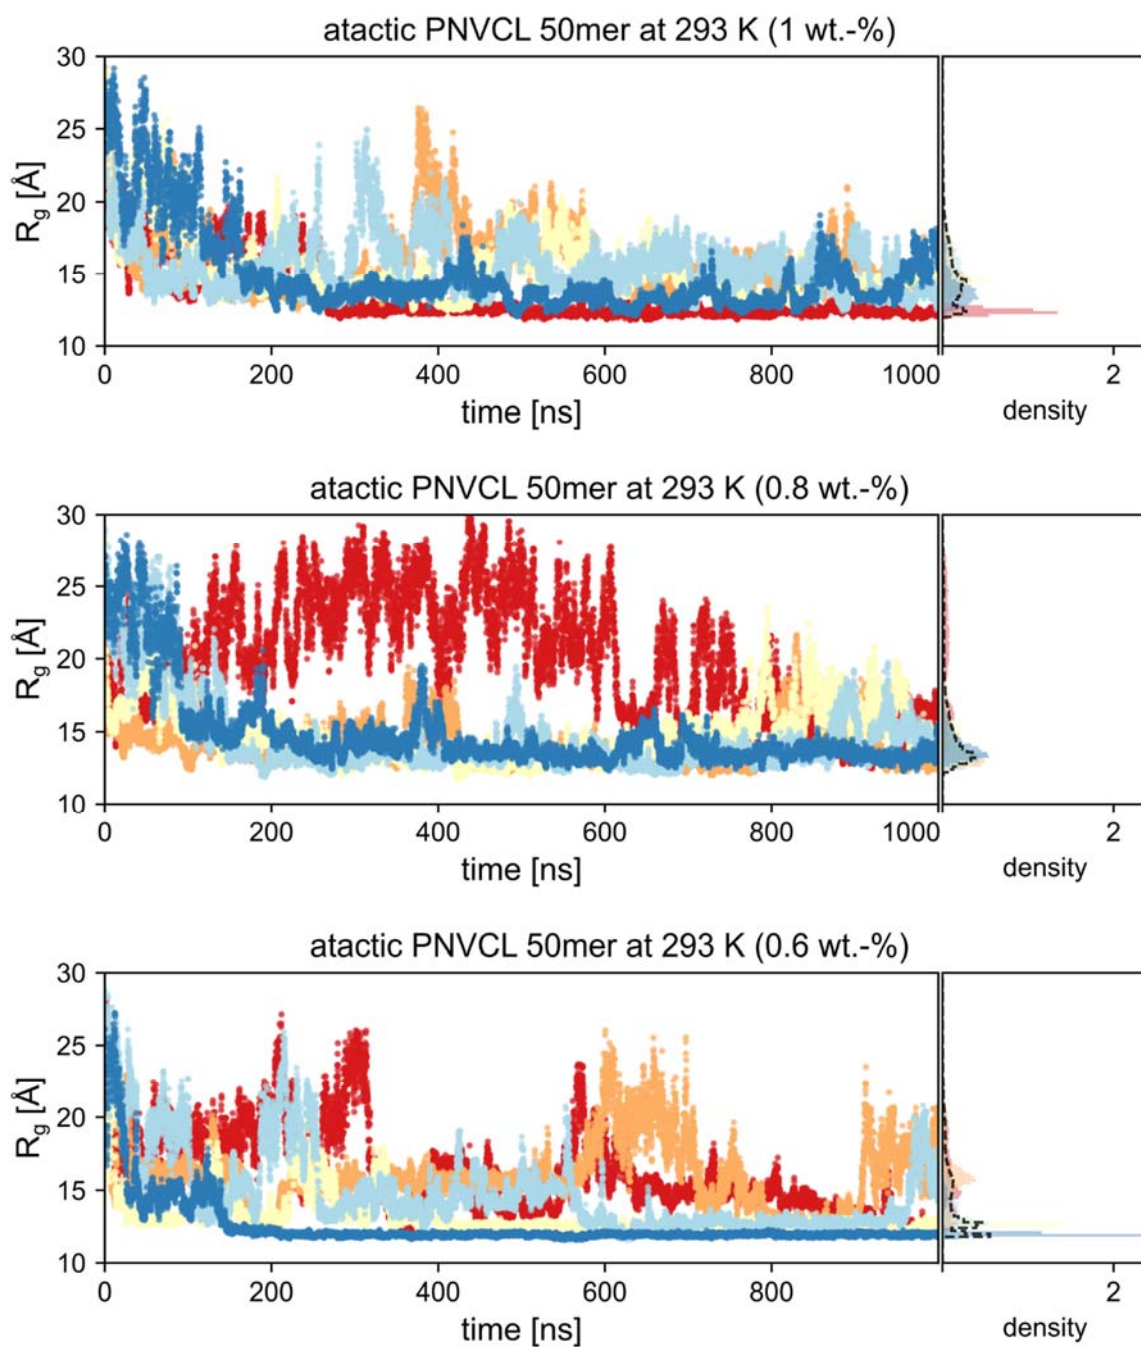 atactic PNVCL 50mer at 293 K (1 wt.-%)
30
25
20
15
10
Rg [Å]
0 200 400 600 800 1000 2
time [ns] density
atactic PNVCL 50mer at 293 K (0.8 wt.-%)
30
25
20
15
10
Rg [Å]
0 200 400 600 800 1000 2
time [ns] density
atactic PNVCL 50mer at 293 K (0.6 wt.-%)
30
25
20
15
10
Rg [Å]
0 200 400 600 800 2
time [ns] density